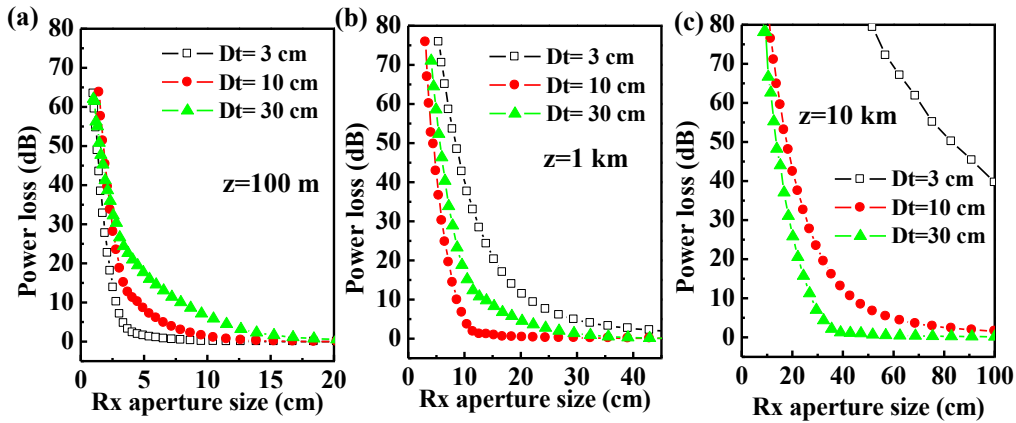 (a)
80
70
60
50
40
30
20
10
0
Power loss (dB)
Dt= 3 cm
Dt= 10 cm
Dt= 30 cm
z=100 m
0 5 10 15 20
Rx aperture size (cm)
(b)
80
70
60
50
40
30
20
10
0
Power loss (dB)
Dt= 3 cm
Dt= 10 cm
Dt= 30 cm
z=1 km
0 10 20 30 40
Rx aperture size (cm)
(c)
80
70
60
50
40
30
20
10
0
Power loss (dB)
z=10 km
Dt=3 cm
Dt=10 cm
Dt=30 cm
0 20 40 60 80 100
Rx aperture size (cm)